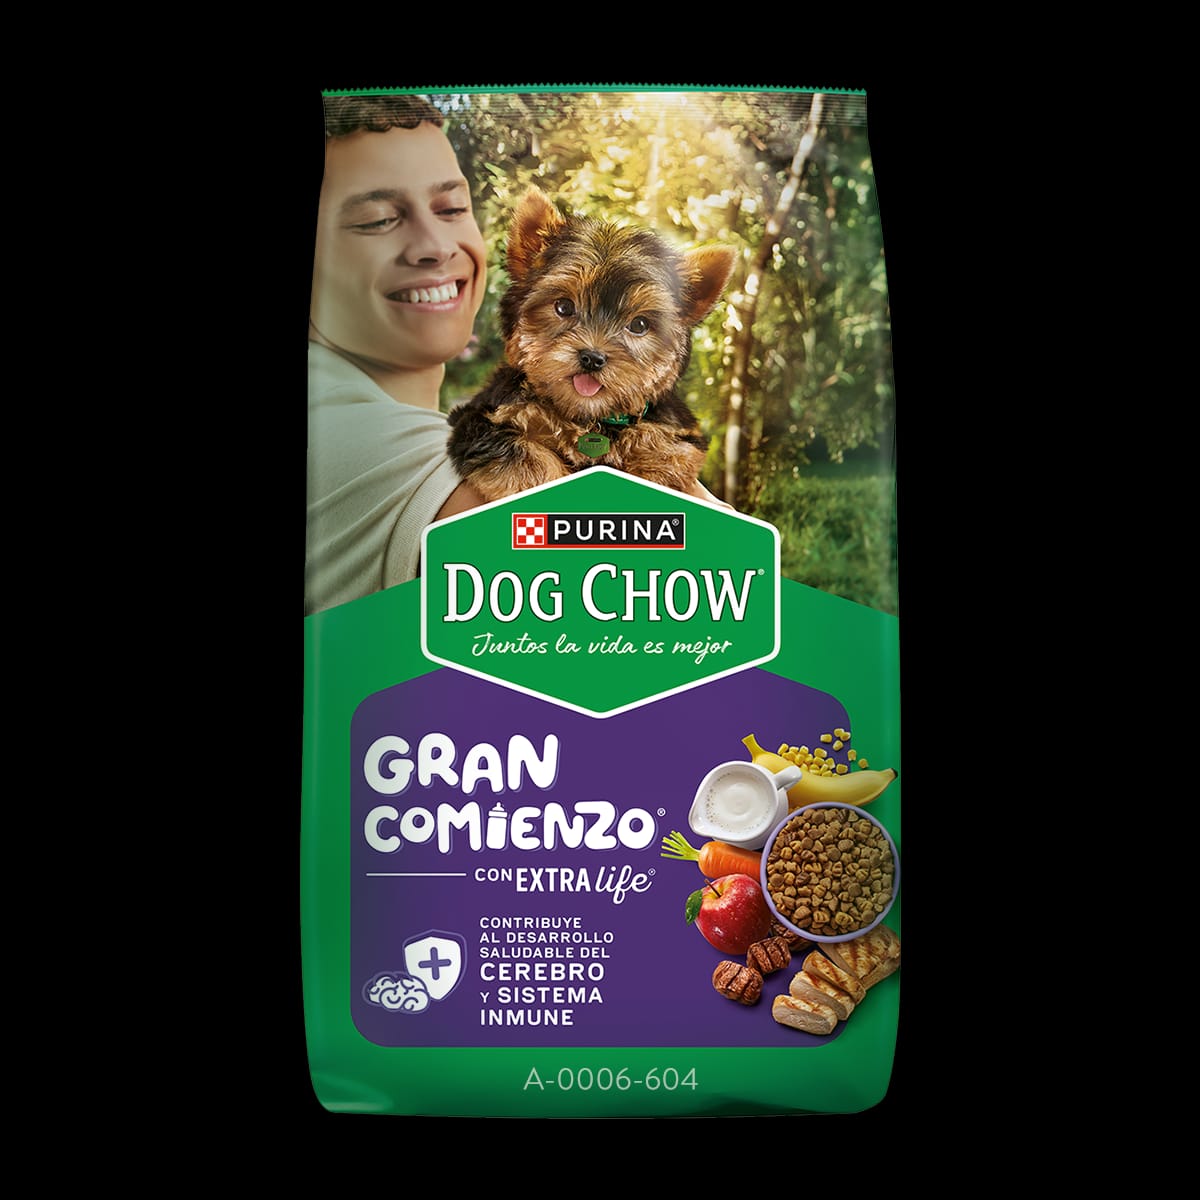 PURINA®
DOG CHOW®
Juntos la vida es mejor
GRAN
COMIENZO®
CON EXTRA life®
CONTRIBUYE
AL DESARROLLO
SALUDABLE DEL
CEREBRO
Y SISTEMA
INMUNE
A-0006-604